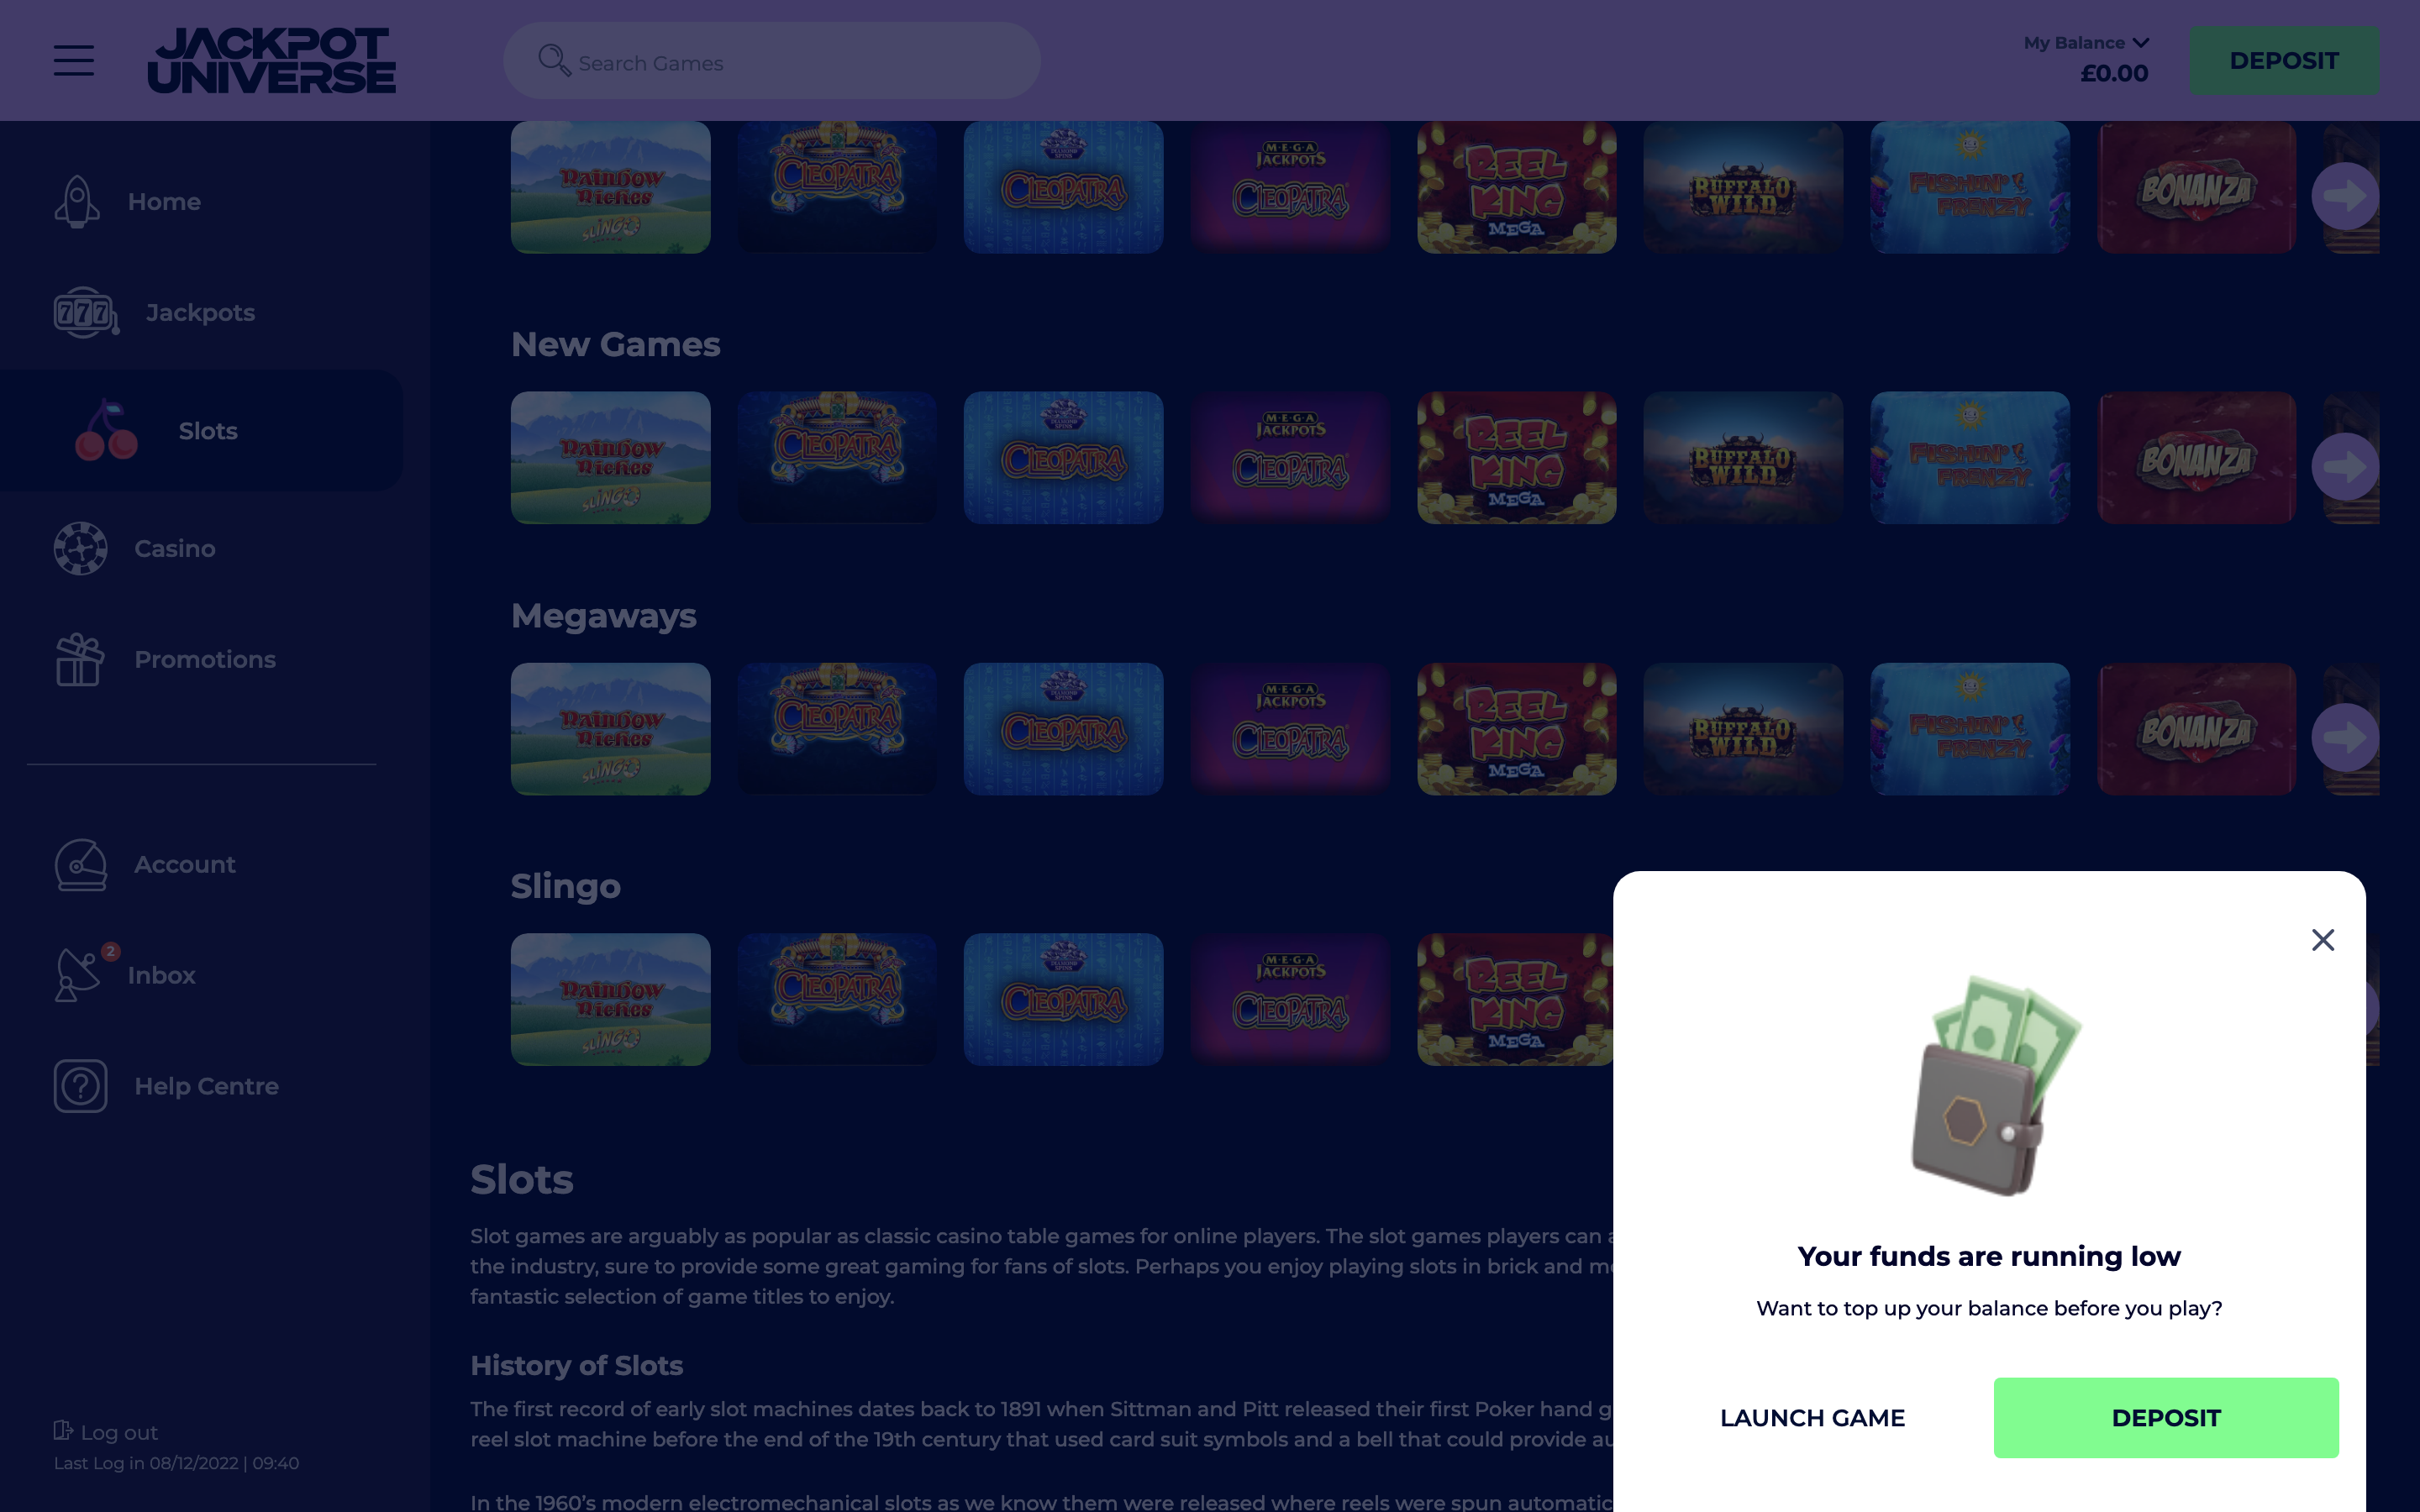 JACKPOT
UNIVERSE
Search Games
My Balance
£0.00
DEPOSIT
Home
777
Jackpots
Slots
Casino
Promotions
Account
2
Inbox
Help Centre
Log out
Last Log in 08/12/2022 | 09:40
Rainbow
Riches
SLINGO
CLEOPATRA
DIAMOND
SPINS
CLEOPATRA
MEGA
JACKPOTS
CLEOPATRA
REEL
KING
MEGA
BUFFALO
WILD
FISHIN'
FRENZY
BONANZA
New Games
Rainbow
Riches
SLINGO
CLEOPATRA
DIAMOND
SPINS
CLEOPATRA
MEGA
JACKPOTS
CLEOPATRA
REEL
KING
MEGA
BUFFALO
WILD
FISHIN'
FRENZY
BONANZA
Megaways
Rainbow
Riches
SLINGO
CLEOPATRA
DIAMOND
SPINS
CLEOPATRA
MEGA
JACKPOTS
CLEOPATRA
REEL
KING
MEGA
BUFFALO
WILD
FISHIN'
FRENZY
BONANZA
Slingo
Rainbow
Riches
SLINGO
CLEOPATRA
DIAMOND
SPINS
CLEOPATRA
MEGA
JACKPOTS
CLEOPATRA
REEL
KING
MEGA
Slots
Slot games are arguably as popular as classic casino table games for online players. The slot games players can
the industry, sure to provide some great gaming for fans of slots. Perhaps you enjoy playing slots in brick and
fantastic selection of game titles to enjoy.
History of Slots
The first record of early slot machines dates back to 1891 when Sittman and Pitt released their first Poker hand
reel slot machine before the end of the 19th century that used card suit symbols and a bell that could provide
In the 1960's modern electromechanical slots as we know them were released where reels were spun
Your funds are running low
Want to top up your balance before you play?
LAUNCH GAME
DEPOSIT